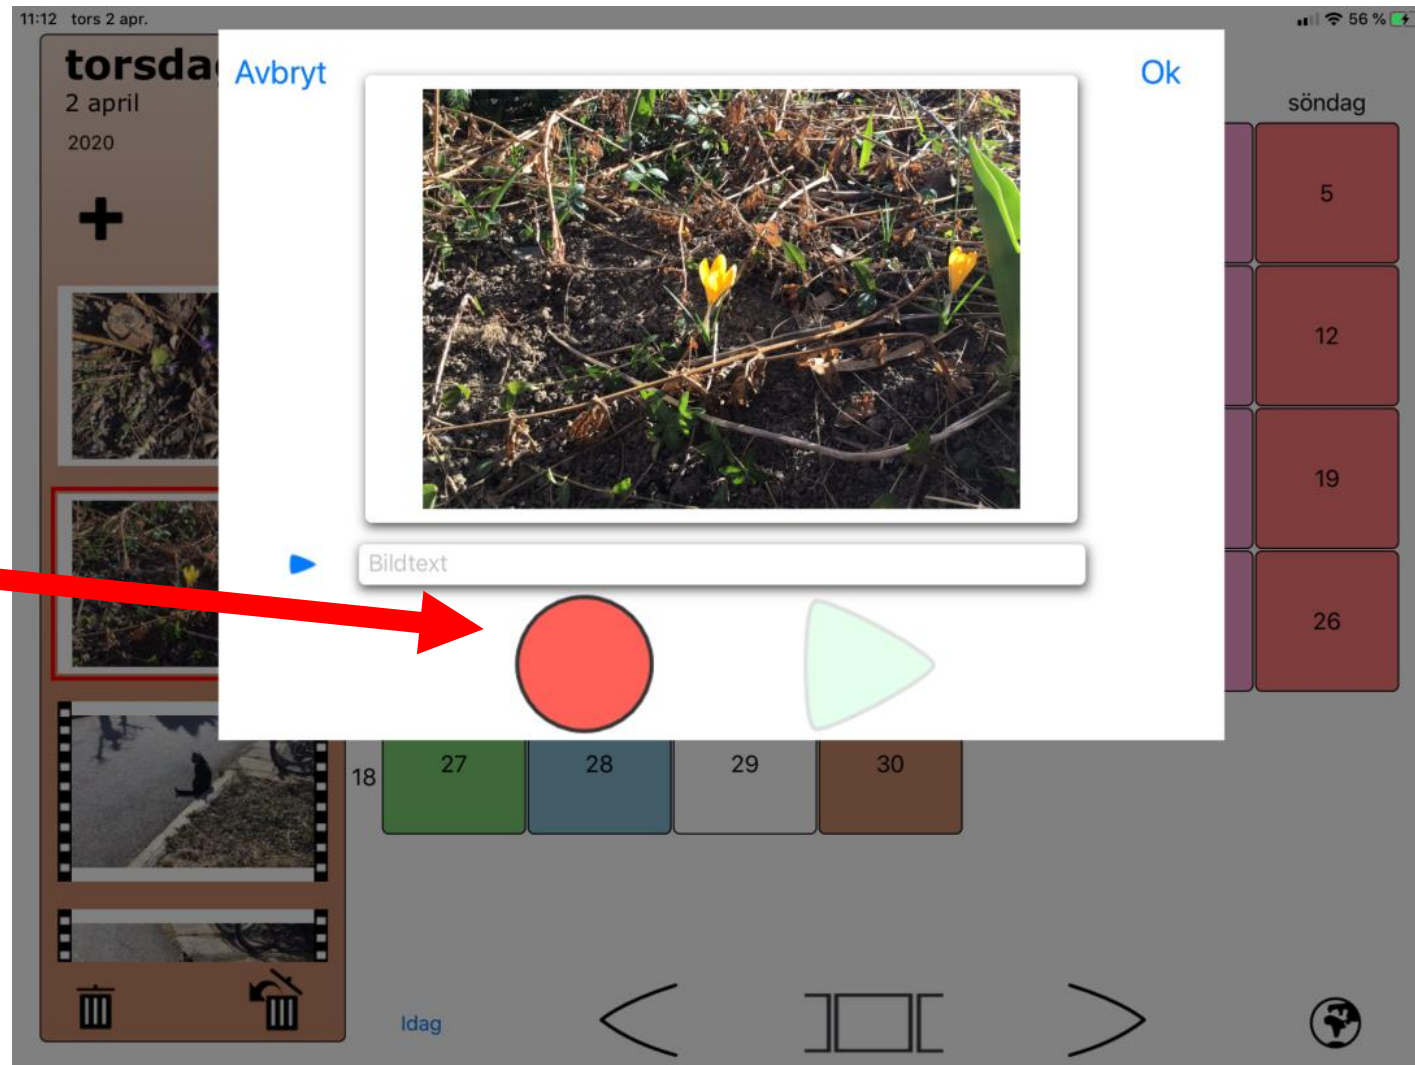 11:12 tors 2 apr.
56 %
torsda
2 april
2020
Avbryt
Ok
söndag
5
12
19
26
Bildtext
18
27
28
29
30
Idag